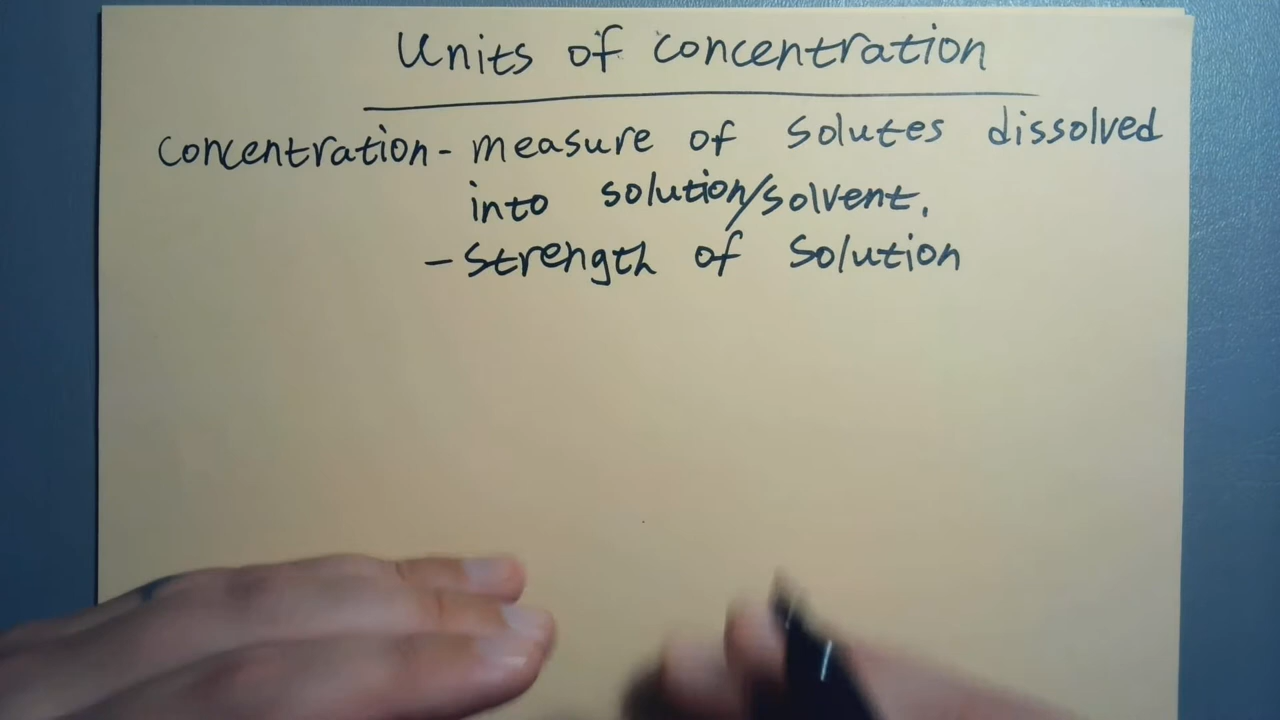 Units of concentration
concentration - measure of solutes dissolved
into solution/solvent.
- strength of solution